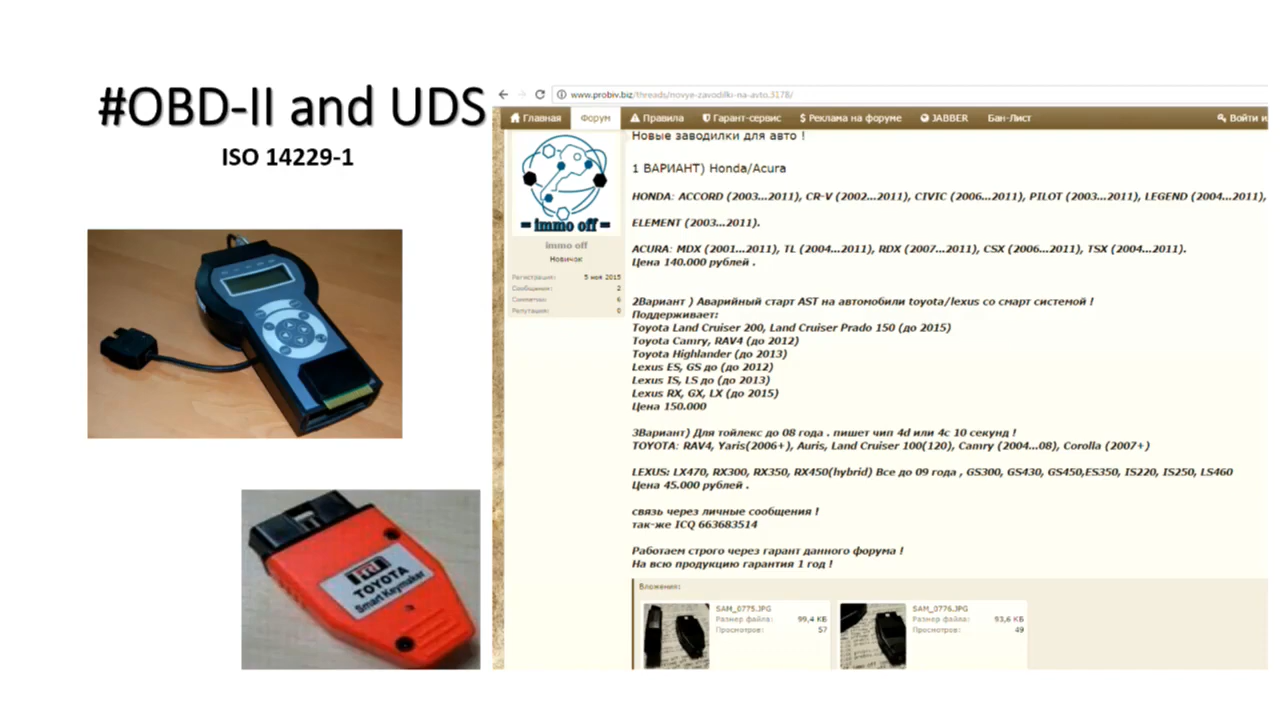 #OBD-II and UDS
ISO 14229-1
TOYOTA
Smart Keymaker
www.probiv.biz/threads/novye-zavodilki-na-avto.3178/
Главная Форум Правила Гарант-сервис $ Реклама на форуме JABBER Бан-Лист Войти и
immo off
immo off
Новичок
Регистрация: 5 ноя 2015
Сообщения: 2
Симпатии: 6
Репутация: 0
Новые заводилки для авто !
1 ВАРИАНТ) Honda/Acura
HONDA: ACCORD (2003...2011), CR-V (2002...2011), CIVIC (2006...2011), PILOT (2003...2011), LEGEND (2004...2011),
ELEMENT (2003...2011).
ACURA: MDX (2001...2011), TL (2004...2011), RDX (2007...2011), CSX (2006...2011), TSX (2004...2011).
Цена 140.000 рублей .
2Вариант ) Аварийный старт AST на автомобили toyota/lexus со смарт системой !
Поддерживает:
Toyota Land Cruiser 200, Land Cruiser Prado 150 (до 2015)
Toyota Camry, RAV4 (до 2012)
Toyota Highlander (до 2013)
Lexus ES, GS до (до 2012)
Lexus IS, LS до (до 2013)
Lexus RX, GX, LX (до 2015)
Цена 150.000
3Вариант) Для тойлекс до 08 года . пишет чип 4d или 4c 10 секунд !
TOYOTA: RAV4, Yaris(2006+), Auris, Land Cruiser 100(120), Camry (2004...08), Corolla (2007+)
LEXUS: LX470, RX300, RX350, RX450(hybrid) Все до 09 года , GS300, GS430, GS450,ES350, IS220, IS250, LS460
Цена 45.000 рублей .
связь через личные сообщения !
так-же ICQ 663683514
Работаем строго через гарант данного форума !
На всю продукцию гарантия 1 год !
Вложения:
SAM_0775.JPG
Размер файла: 99,4 КБ
Просмотров: 57
SAM_0776.JPG
Размер файла: 93,6 КБ
Просмотров: 49